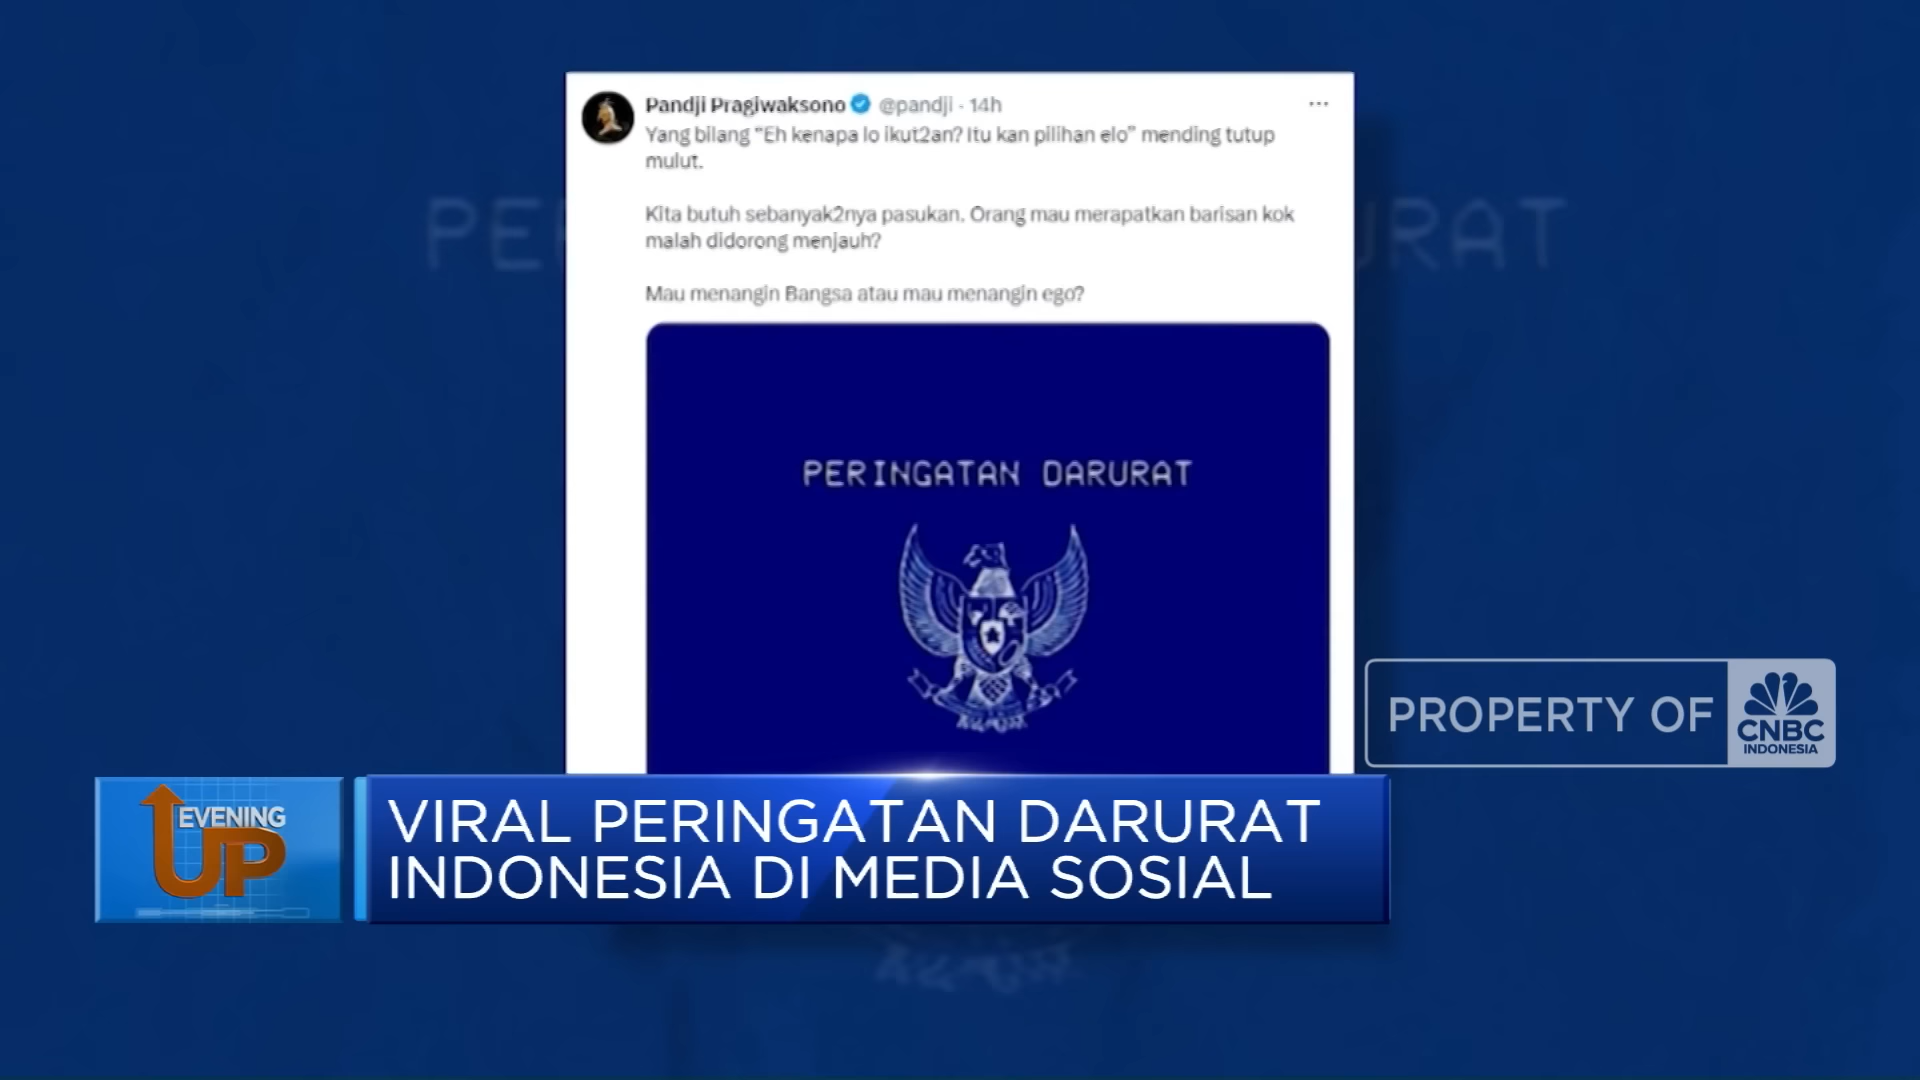 Pandji Pragiwaksono @pandji · 14h
Yang bilang "Eh kenapa lo ikut2an? Itu kan pilihan elo" mending tutup
mulut.
Kita butuh sebanyak2nya pasukan. Orang mau merapatkan barisan kok
malah didorong menjauh?
Mau menangin Bangsa atau mau menangin ego?
PERINGATAN DARURAT
PROPERTY OF
CNBC
INDONESIA
EVENING
UP
VIRAL PERINGATAN DARURAT
INDONESIA DI MEDIA SOSIAL